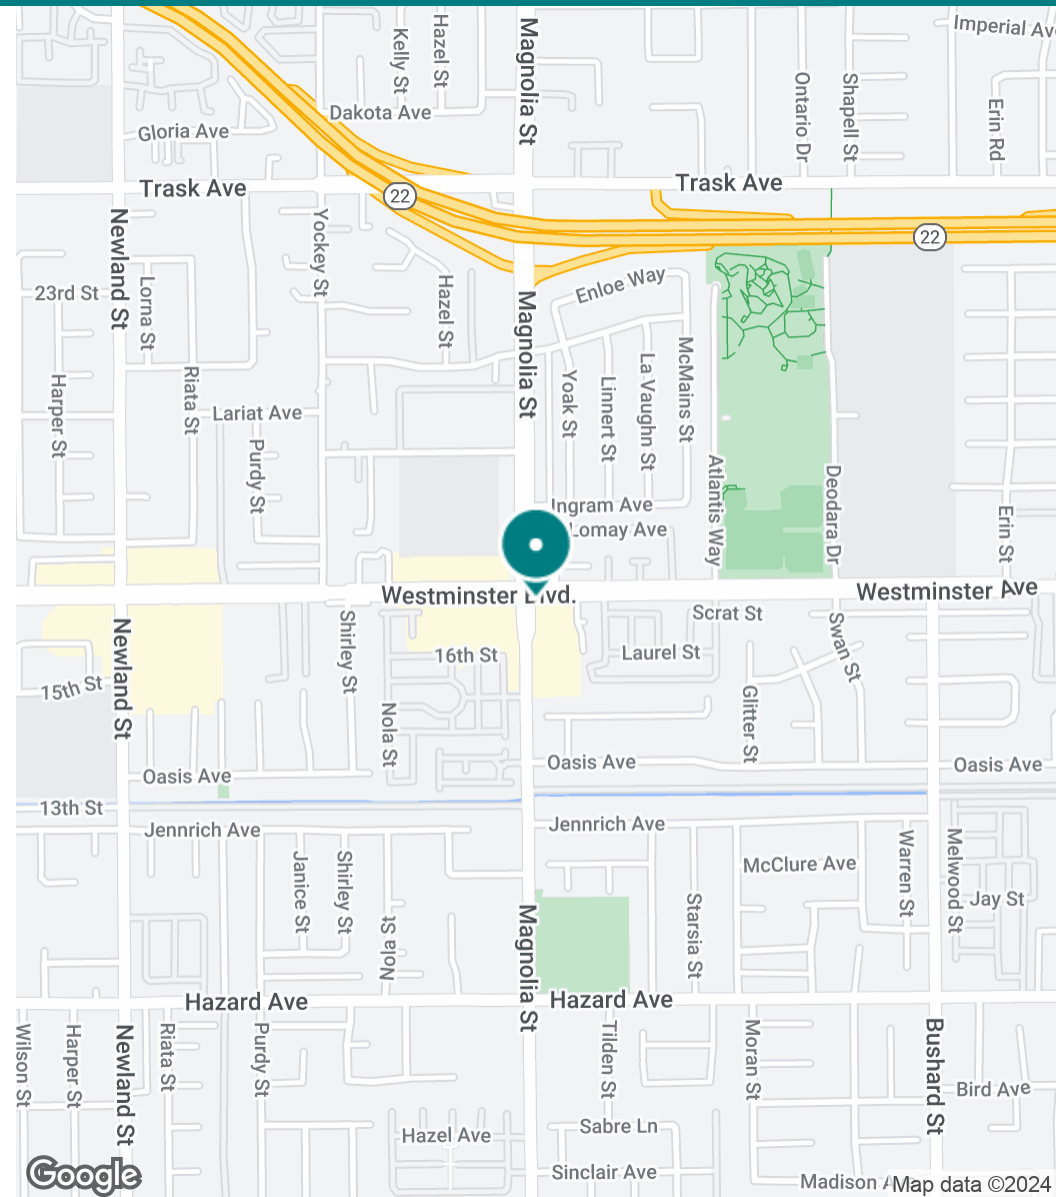 Imperial Ave
Kelly St
Hazel St
Magnolia St
Ontario Dr
Shapell St
Erin Rd
Dakota Ave
Gloria Ave
Trask Ave
Trask Ave
22
22
Newland St
Yockey St
Enloe Way
23rd St
Lorna St
Hazel St
Magnolia St
McMains St
La Vaughn St
Harper St
Riata St
Yoak St
Linnert St
Lariat Ave
Purdy St
Atlantis Way
Deodara Dr
Ingram Ave
Lomay Ave
Erin St
Westminster Blvd.
Westminster Ave
Scrat St
Newland St
Shirley St
Swan St
16th St
Laurel St
15th St
Nola St
Glitter St
Oasis Ave
Oasis Ave
Oasis Ave
13th St
Jennrich Ave
Jennrich Ave
Janice St
Shirley St
McClure Ave
Warren St
Melwood St
Jay St
Nola St
Magnolia St
Starsia St
Hazard Ave
Hazard Ave
Wilson St
Harper St
Newland St
Riata St
Purdy St
Tilden St
Moran St
Bushard St
Bird Ave
Hazel Ave
Sabre Ln
Sinclair Ave
Madison A
Google
Map data ©2024